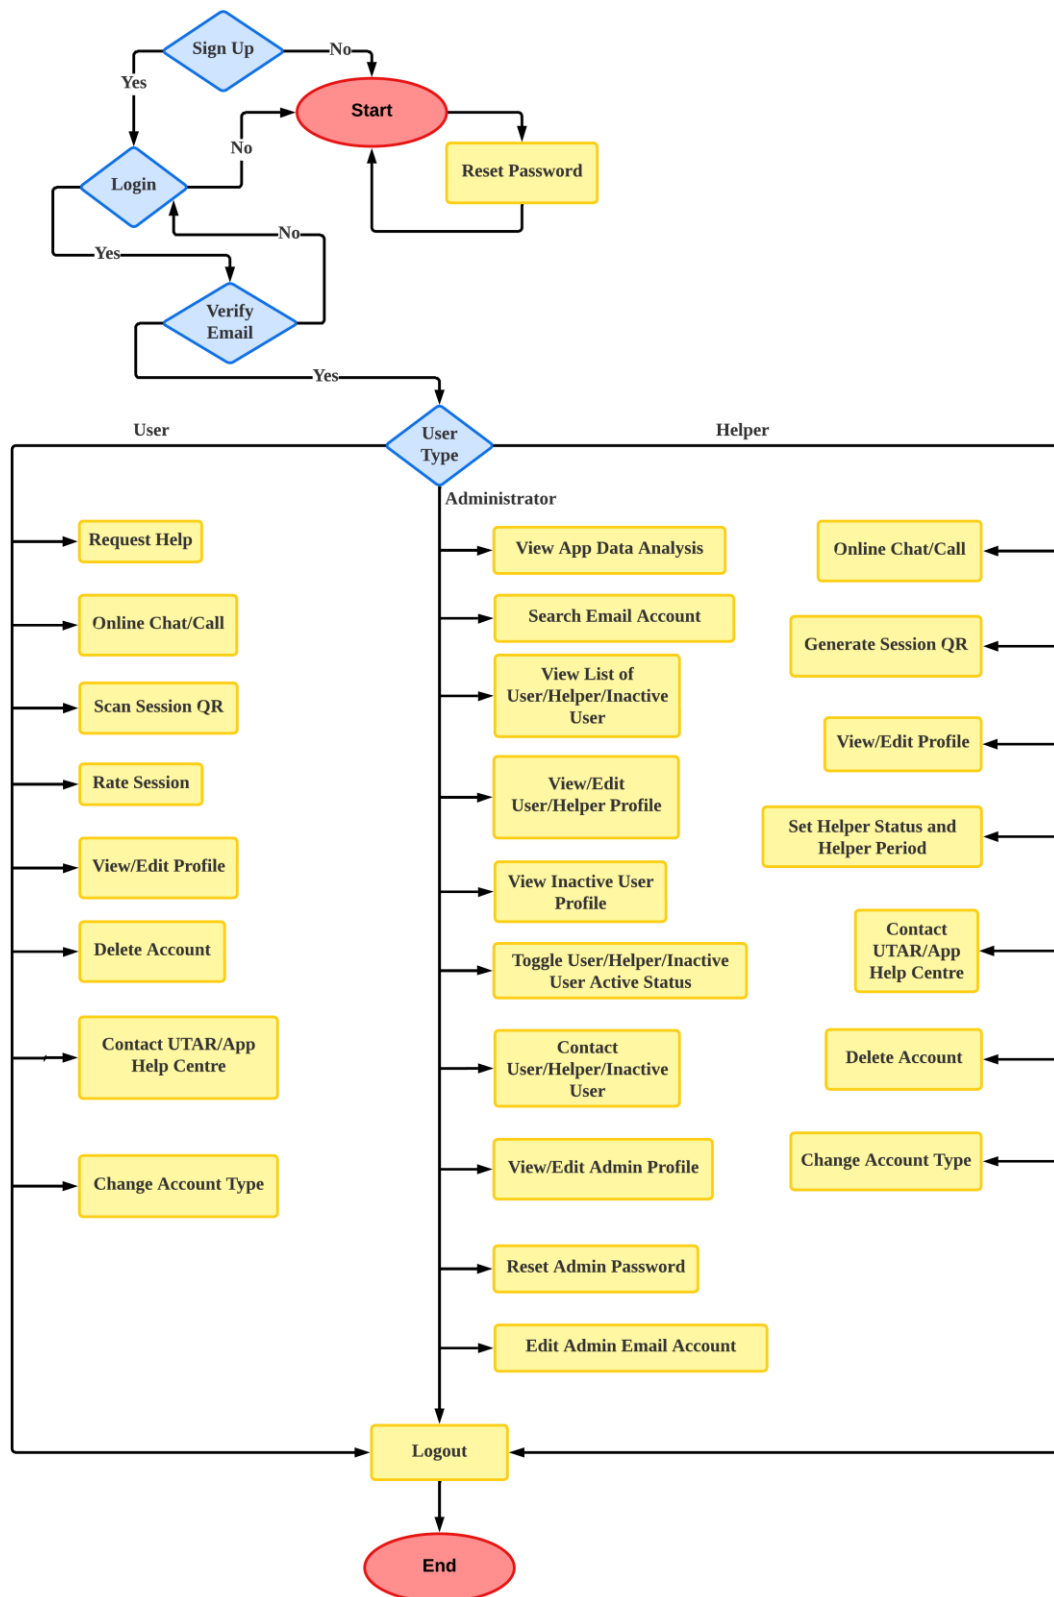 Sign Up
No
Yes
Start
No
Reset Password
Login
No
Yes
Verify
Email
Yes
User
User
Type
Helper
Administrator
Request Help
Online Chat/Call
Scan Session QR
Rate Session
View/Edit Profile
Delete Account
Contact UTAR/App
Help Centre
Change Account Type
View App Data Analysis
Search Email Account
View List of
User/Helper/Inactive
User
View/Edit
User/Helper Profile
View Inactive User
Profile
Toggle User/Helper/Inactive
User Active Status
Contact
User/Helper/Inactive
User
View/Edit Admin Profile
Reset Admin Password
Edit Admin Email Account
Online Chat/Call
Generate Session QR
View/Edit Profile
Set Helper Status and
Helper Period
Contact
UTAR/App
Help Centre
Delete Account
Change Account Type
Logout
End